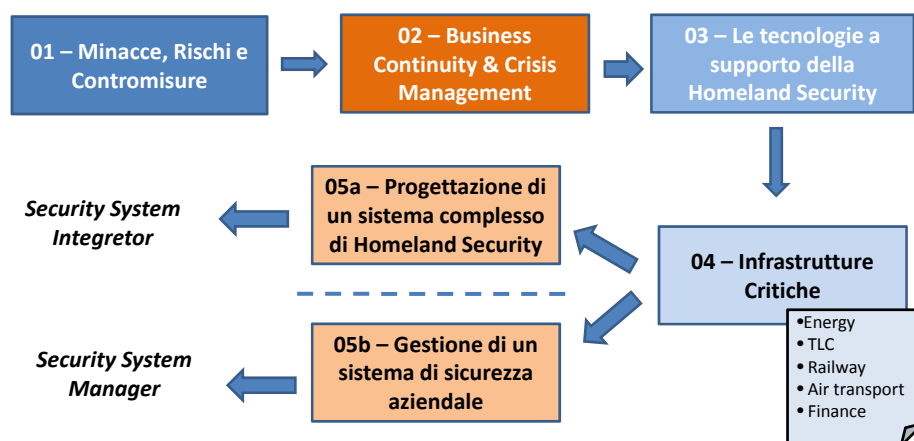 01 – Minacce, Rischi e
Contromisure
02 – Business
Continuity & Crisis
Management
03 – Le tecnologie a
supporto della
Homeland Security
Security System
Integretor
05a – Progettazione di
un sistema complesso
di Homeland Security
04 – Infrastrutture
Critiche
•Energy
• TLC
• Railway
• Air transport
• Finance
Security System
Manager
05b – Gestione di un
sistema di sicurezza
aziendale